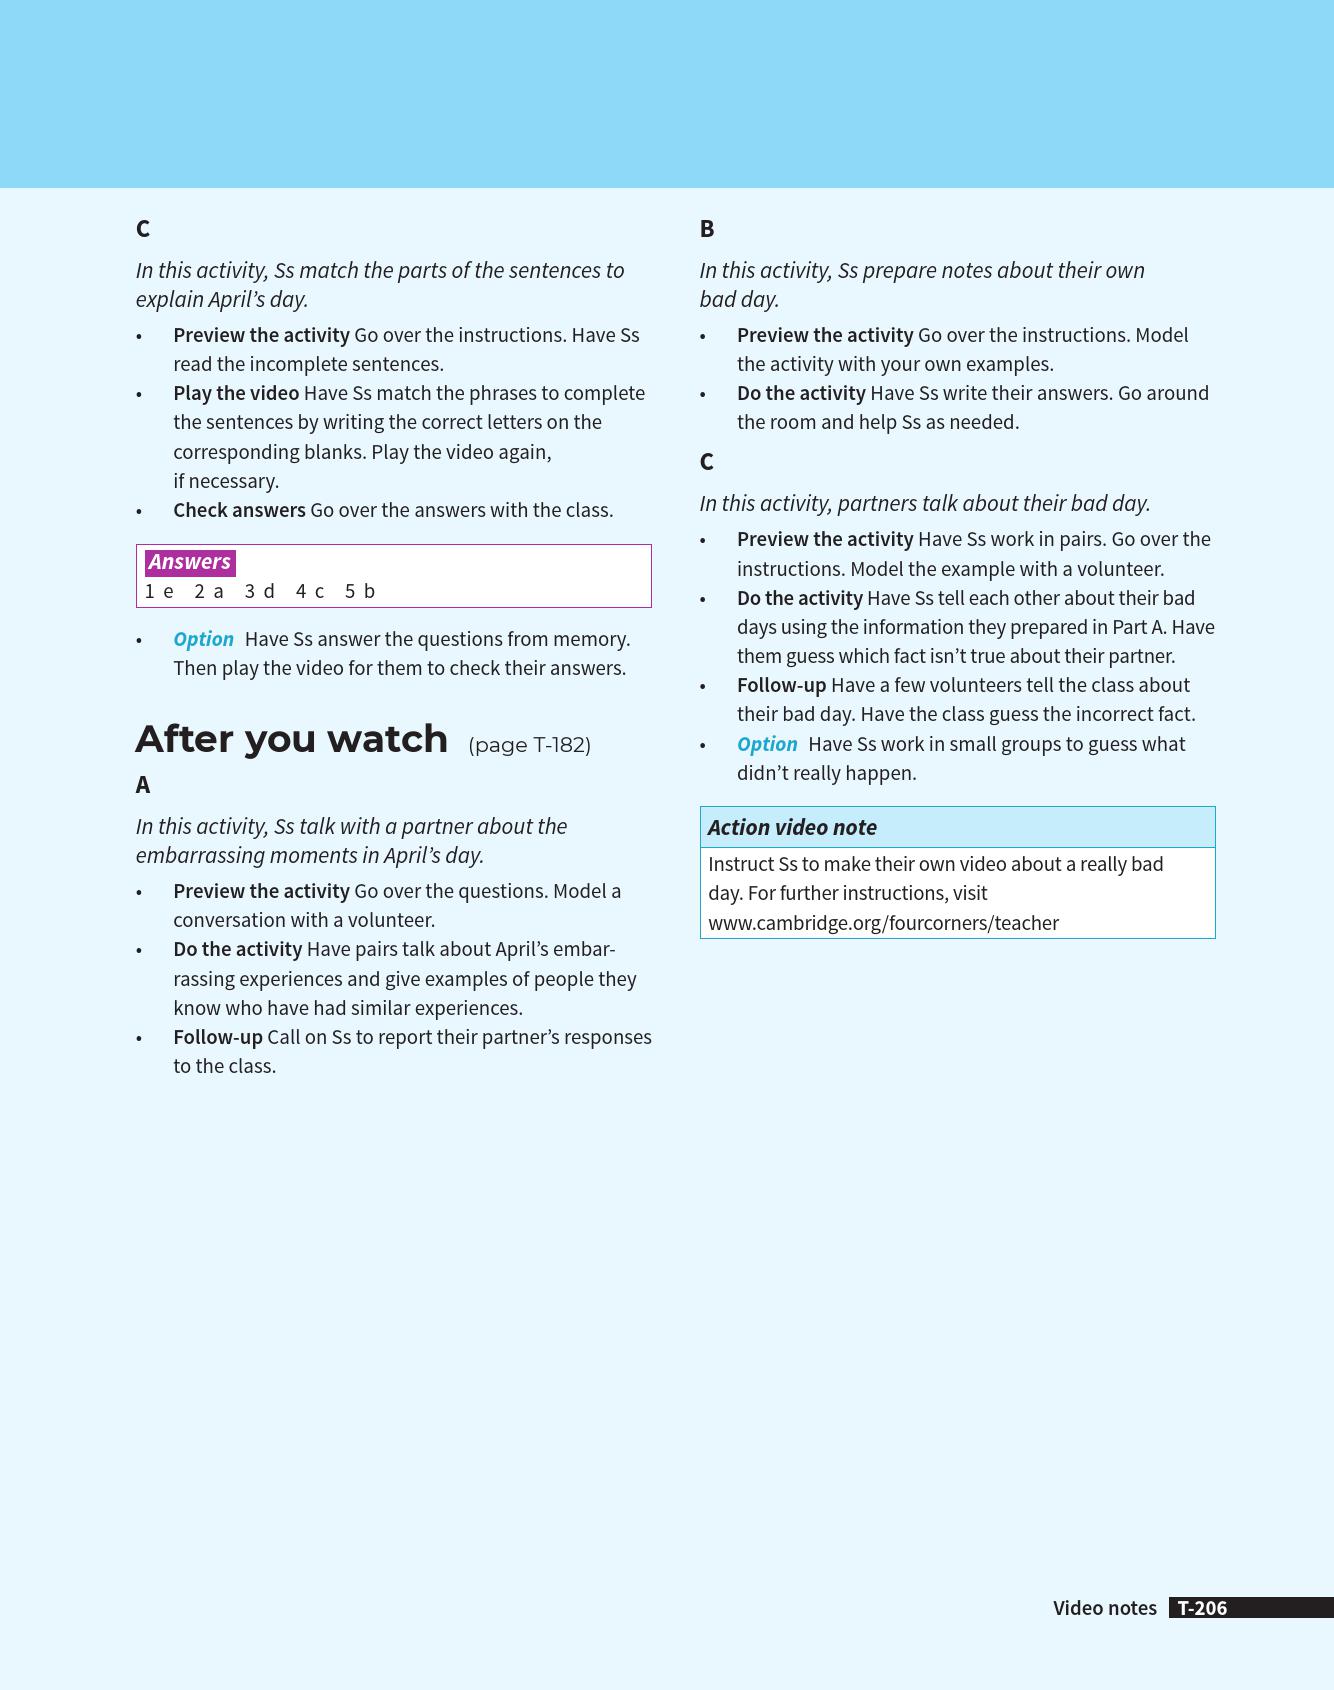 C
In this activity, Ss match the parts of the sentences to
explain April’s day.
• Preview the activity Go over the instructions. Have Ss
read the incomplete sentences.
• Play the video Have Ss match the phrases to complete
the sentences by writing the correct letters on the
corresponding blanks. Play the video again,
if necessary.
• Check answers Go over the answers with the class.
Answers
1 e 2 a 3 d 4 c 5 b
• Option Have Ss answer the questions from memory.
Then play the video for them to check their answers.
After you watch (page T-182)
A
In this activity, Ss talk with a partner about the
embarrassing moments in April’s day.
• Preview the activity Go over the questions. Model a
conversation with a volunteer.
• Do the activity Have pairs talk about April’s embar-
rassing experiences and give examples of people they
know who have had similar experiences.
• Follow-up Call on Ss to report their partner’s responses
to the class.
B
In this activity, Ss prepare notes about their own
bad day.
• Preview the activity Go over the instructions. Model
the activity with your own examples.
• Do the activity Have Ss write their answers. Go around
the room and help Ss as needed.
C
In this activity, partners talk about their bad day.
• Preview the activity Have Ss work in pairs. Go over the
instructions. Model the example with a volunteer.
• Do the activity Have Ss tell each other about their bad
days using the information they prepared in Part A. Have
them guess which fact isn’t true about their partner.
• Follow-up Have a few volunteers tell the class about
their bad day. Have the class guess the incorrect fact.
• Option Have Ss work in small groups to guess what
didn’t really happen.
Action video note
Instruct Ss to make their own video about a really bad
day. For further instructions, visit
www.cambridge.org/fourcorners/teacher
Video notes T-206